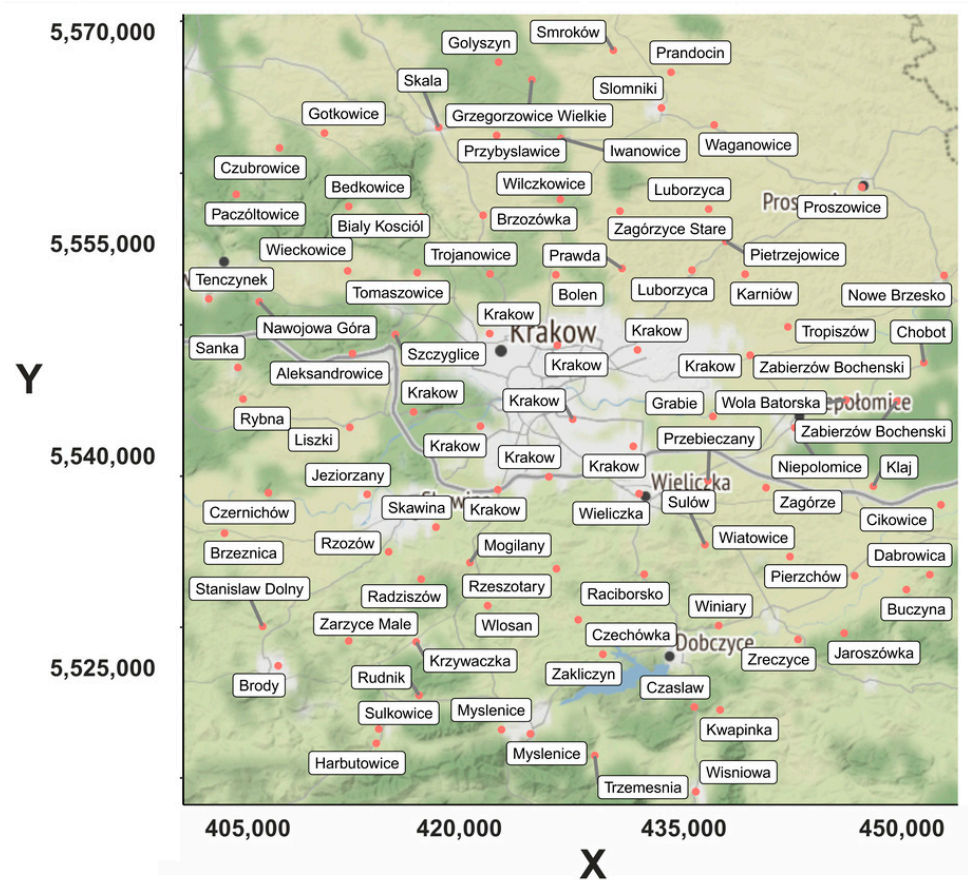 5,570,000
Smroków
Golyszyn
Prandocin
Skala
Slomniki
Gotkowice
Grzegorzowice Wielkie
Waganowice
Przybyslawice
Iwanowice
Czubrowice
Bedkowice
Wilczkowice
Luborzyca
Proszowice
Paczóltowice
Bialy Kosciól
Brzozówka
Zagórzyce Stare
5,555,000
Wieckowice
Trojanowice
Prawda
Pietrzejowice
Tenczynek
Tomaszowice
Bolen
Luborzyca
Karniów
Nowe Brzesko
Krakow
Nawojowa Góra
Krakow
Krakow
Tropiszów
Chobot
Sanka
Szczyglice
Aleksandrowice
Krakow
Krakow
Zabierzów Bochenski
Y
Krakow
Krakow
Grabie
Wola Batorska
Rybna
Zabierzów Bochenski
Liszki
Krakow
Przebieczany
5,540,000
Krakow
Krakow
Niepolomice
Klaj
Jeziorzany
Wieliczka
Czernichów
Skawina
Krakow
Wieliczka
Sulów
Zagórze
Cikowice
Brzeznica
Rzozów
Mogilany
Wiatowice
Dabrowica
Stanislaw Dolny
Radziszów
Rzeszotary
Raciborsko
Pierzchów
Buczyna
Zarzyce Male
Wlosan
Winiary
Czechówka
Dobczyce
5,525,000
Krzywaczka
Zreczyce
Jaroszówka
Brody
Rudnik
Zakliczyn
Czaslaw
Sulkowice
Myslenice
Kwapinka
Harbutowice
Myslenice
Trzemesnia
Wisniowa
405,000 420,000 435,000 450,000
X